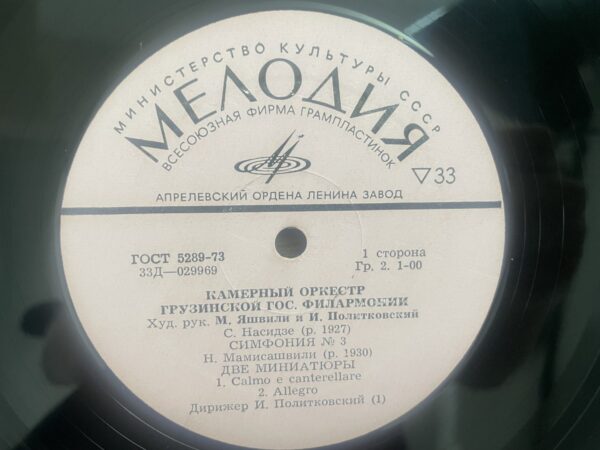 МИНИСТЕРСТВО КУЛЬТУРЫ СССР
МЕЛОДИЯ
ВСЕСОЮЗНАЯ ФИРМА ГРАМПЛАСТИНОК
▽33
АПРЕЛЕВСКИЙ ОРДЕНА ЛЕНИНА ЗАВОД
ГОСТ 5289-73
1 сторона
33Д—029969
Гр. 2. 1-00
КАМЕРНЫЙ ОРКЕСТР
ГРУЗИНСКОЙ ГОС. ФИЛАРМОНИИ
Худ. рук. М. Яшвили и И. Политковский
С. Насидзе (р. 1927)
СИМФОНИЯ № 3
Н. Мамисашвили (р. 1930)
ДВЕ МИНИАТЮРЫ
1. Calmo e canterellare
2. Allegro
Дирижер И. Политковский (1)